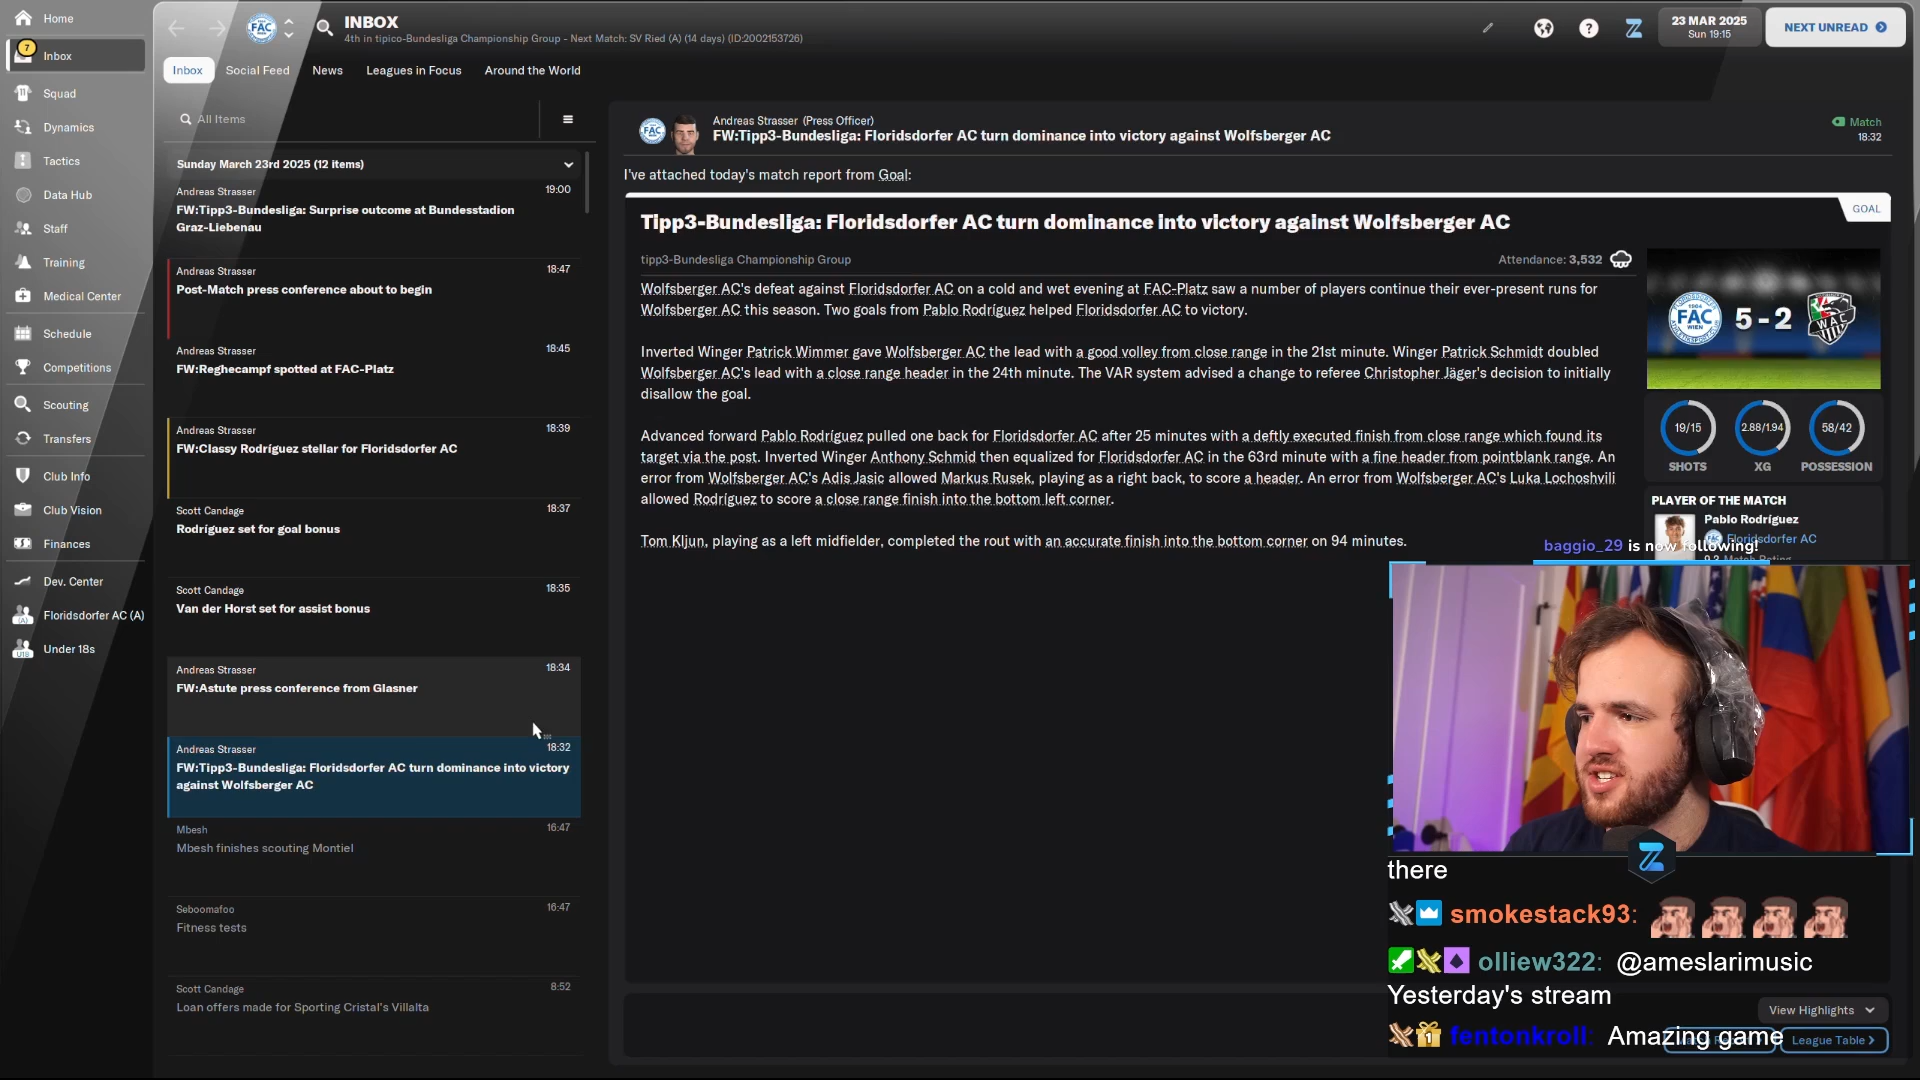 Home
7
Inbox
Squad
Dynamics
Tactics
Data Hub
Staff
Training
Medical Center
Schedule
Competitions
Scouting
Transfers
Club Info
Club Vision
Finances
Dev. Center
Floridsdorfer AC (A)
Under 18s
FAC
INBOX
4th in tipico-Bundesliga Championship Group - Next Match: SV Ried (A) (14 days) (ID:2002153726)
23 MAR 2025
Sun 19:15
NEXT UNREAD
Inbox Social Feed News Leagues in Focus Around the World
All Items
Sunday March 23rd 2025 (12 items)
Andreas Strasser 19:00
FW:Tipp3-Bundesliga: Surprise outcome at Bundesstadion
Graz-Liebenau
Andreas Strasser 18:47
Post-Match press conference about to begin
Andreas Strasser 18:45
FW:Reghecampf spotted at FAC-Platz
Andreas Strasser 18:39
FW:Classy Rodríguez stellar for Floridsdorfer AC
Scott Candage 18:37
Rodríguez set for goal bonus
Scott Candage 18:35
Van der Horst set for assist bonus
Andreas Strasser 18:34
FW:Astute press conference from Glasner
Andreas Strasser 18:32
FW:Tipp3-Bundesliga: Floridsdorfer AC turn dominance into victory
against Wolfsberger AC
Mbesh 16:47
Mbesh finishes scouting Montiel
Seboomafoo 16:47
Fitness tests
Scott Candage 8:52
Loan offers made for Sporting Cristal's Villalta
Andreas Strasser (Press Officer)
FW:Tipp3-Bundesliga: Floridsdorfer AC turn dominance into victory against Wolfsberger AC
Match
18:32
I've attached today's match report from Goal:
GOAL
Tipp3-Bundesliga: Floridsdorfer AC turn dominance into victory against Wolfsberger AC
tipp3-Bundesliga Championship Group
Attendance: 3,532
Wolfsberger AC's defeat against Floridsdorfer AC on a cold and wet evening at FAC-Platz saw a number of players continue their ever-present runs for
Wolfsberger AC this season. Two goals from Pablo Rodríguez helped Floridsdorfer AC to victory.
Inverted Winger Patrick Wimmer gave Wolfsberger AC the lead with a good volley from close range in the 21st minute. Winger Patrick Schmidt doubled
Wolfsberger AC's lead with a close range header in the 24th minute. The VAR system advised a change to referee Christopher Jäger's decision to initially
disallow the goal.
Advanced forward Pablo Rodríguez pulled one back for Floridsdorfer AC after 25 minutes with a deftly executed finish from close range which found its
target via the post. Inverted Winger Anthony Schmid then equalized for Floridsdorfer AC in the 63rd minute with a fine header from pointblank range. An
error from Wolfsberger AC's Adis Jasic allowed Markus Rusek, playing as a right back, to score a header. An error from Wolfsberger AC's Luka Lochoshvili
allowed Rodríguez to score a close range finish into the bottom left corner.
Tom Kljun, playing as a left midfielder, completed the rout with an accurate finish into the bottom corner on 94 minutes.
FAC
WIEN
5 - 2
WAC
19/15
2.88/1.94
58/42
SHOTS
XG
POSSESSION
PLAYER OF THE MATCH
Pablo Rodríguez
Floridsdorfer AC
baggio_29 is now following!
there
smokestack93:
olliew322: @ameslarimusic
Yesterday's stream
fentonkroll: Amazing game
View Highlights
League Table